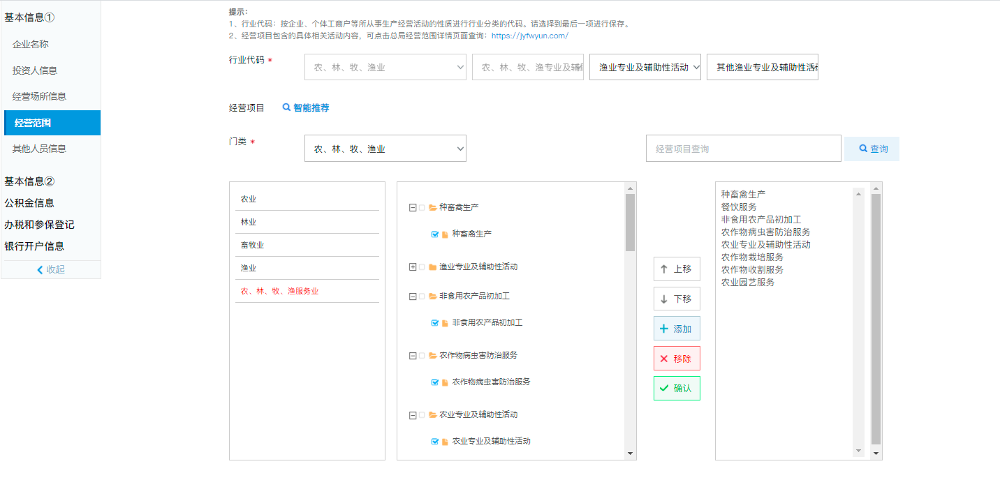 基本信息①
企业名称
投资人信息
经营场所信息
经营范围
其他人员信息
基本信息②
公积金信息
办税和参保登记
银行开户信息
收起
提示：
1、行业代码：按企业、个体工商户等所从事生产经营活动的性质进行行业分类的代码。请选择到最后一项进行保存。
2、经营项目包含的具体相关活动内容，可点击总局经营范围详情页面查询：https://jyfwyun.com/
行业代码 * 农、林、牧、渔业 农、林、牧、渔专业及辅 渔业专业及辅助性活动 其他渔业专业及辅助性活动
经营项目 智能推荐
门类 * 农、林、牧、渔业 经营项目查询 查询
农业
林业
畜牧业
渔业
农、林、牧、渔服务业
种畜禽生产
种畜禽生产
渔业专业及辅助性活动
非食用农产品初加工
非食用农产品初加工
农作物病虫害防治服务
农作物病虫害防治服务
农业专业及辅助性活动
农业专业及辅助性活动
上移
下移
添加
移除
确认
种畜禽生产
餐饮服务
非食用农产品初加工
农作物病虫害防治服务
农业专业及辅助性活动
农作物栽培服务
农作物收割服务
农业园艺服务